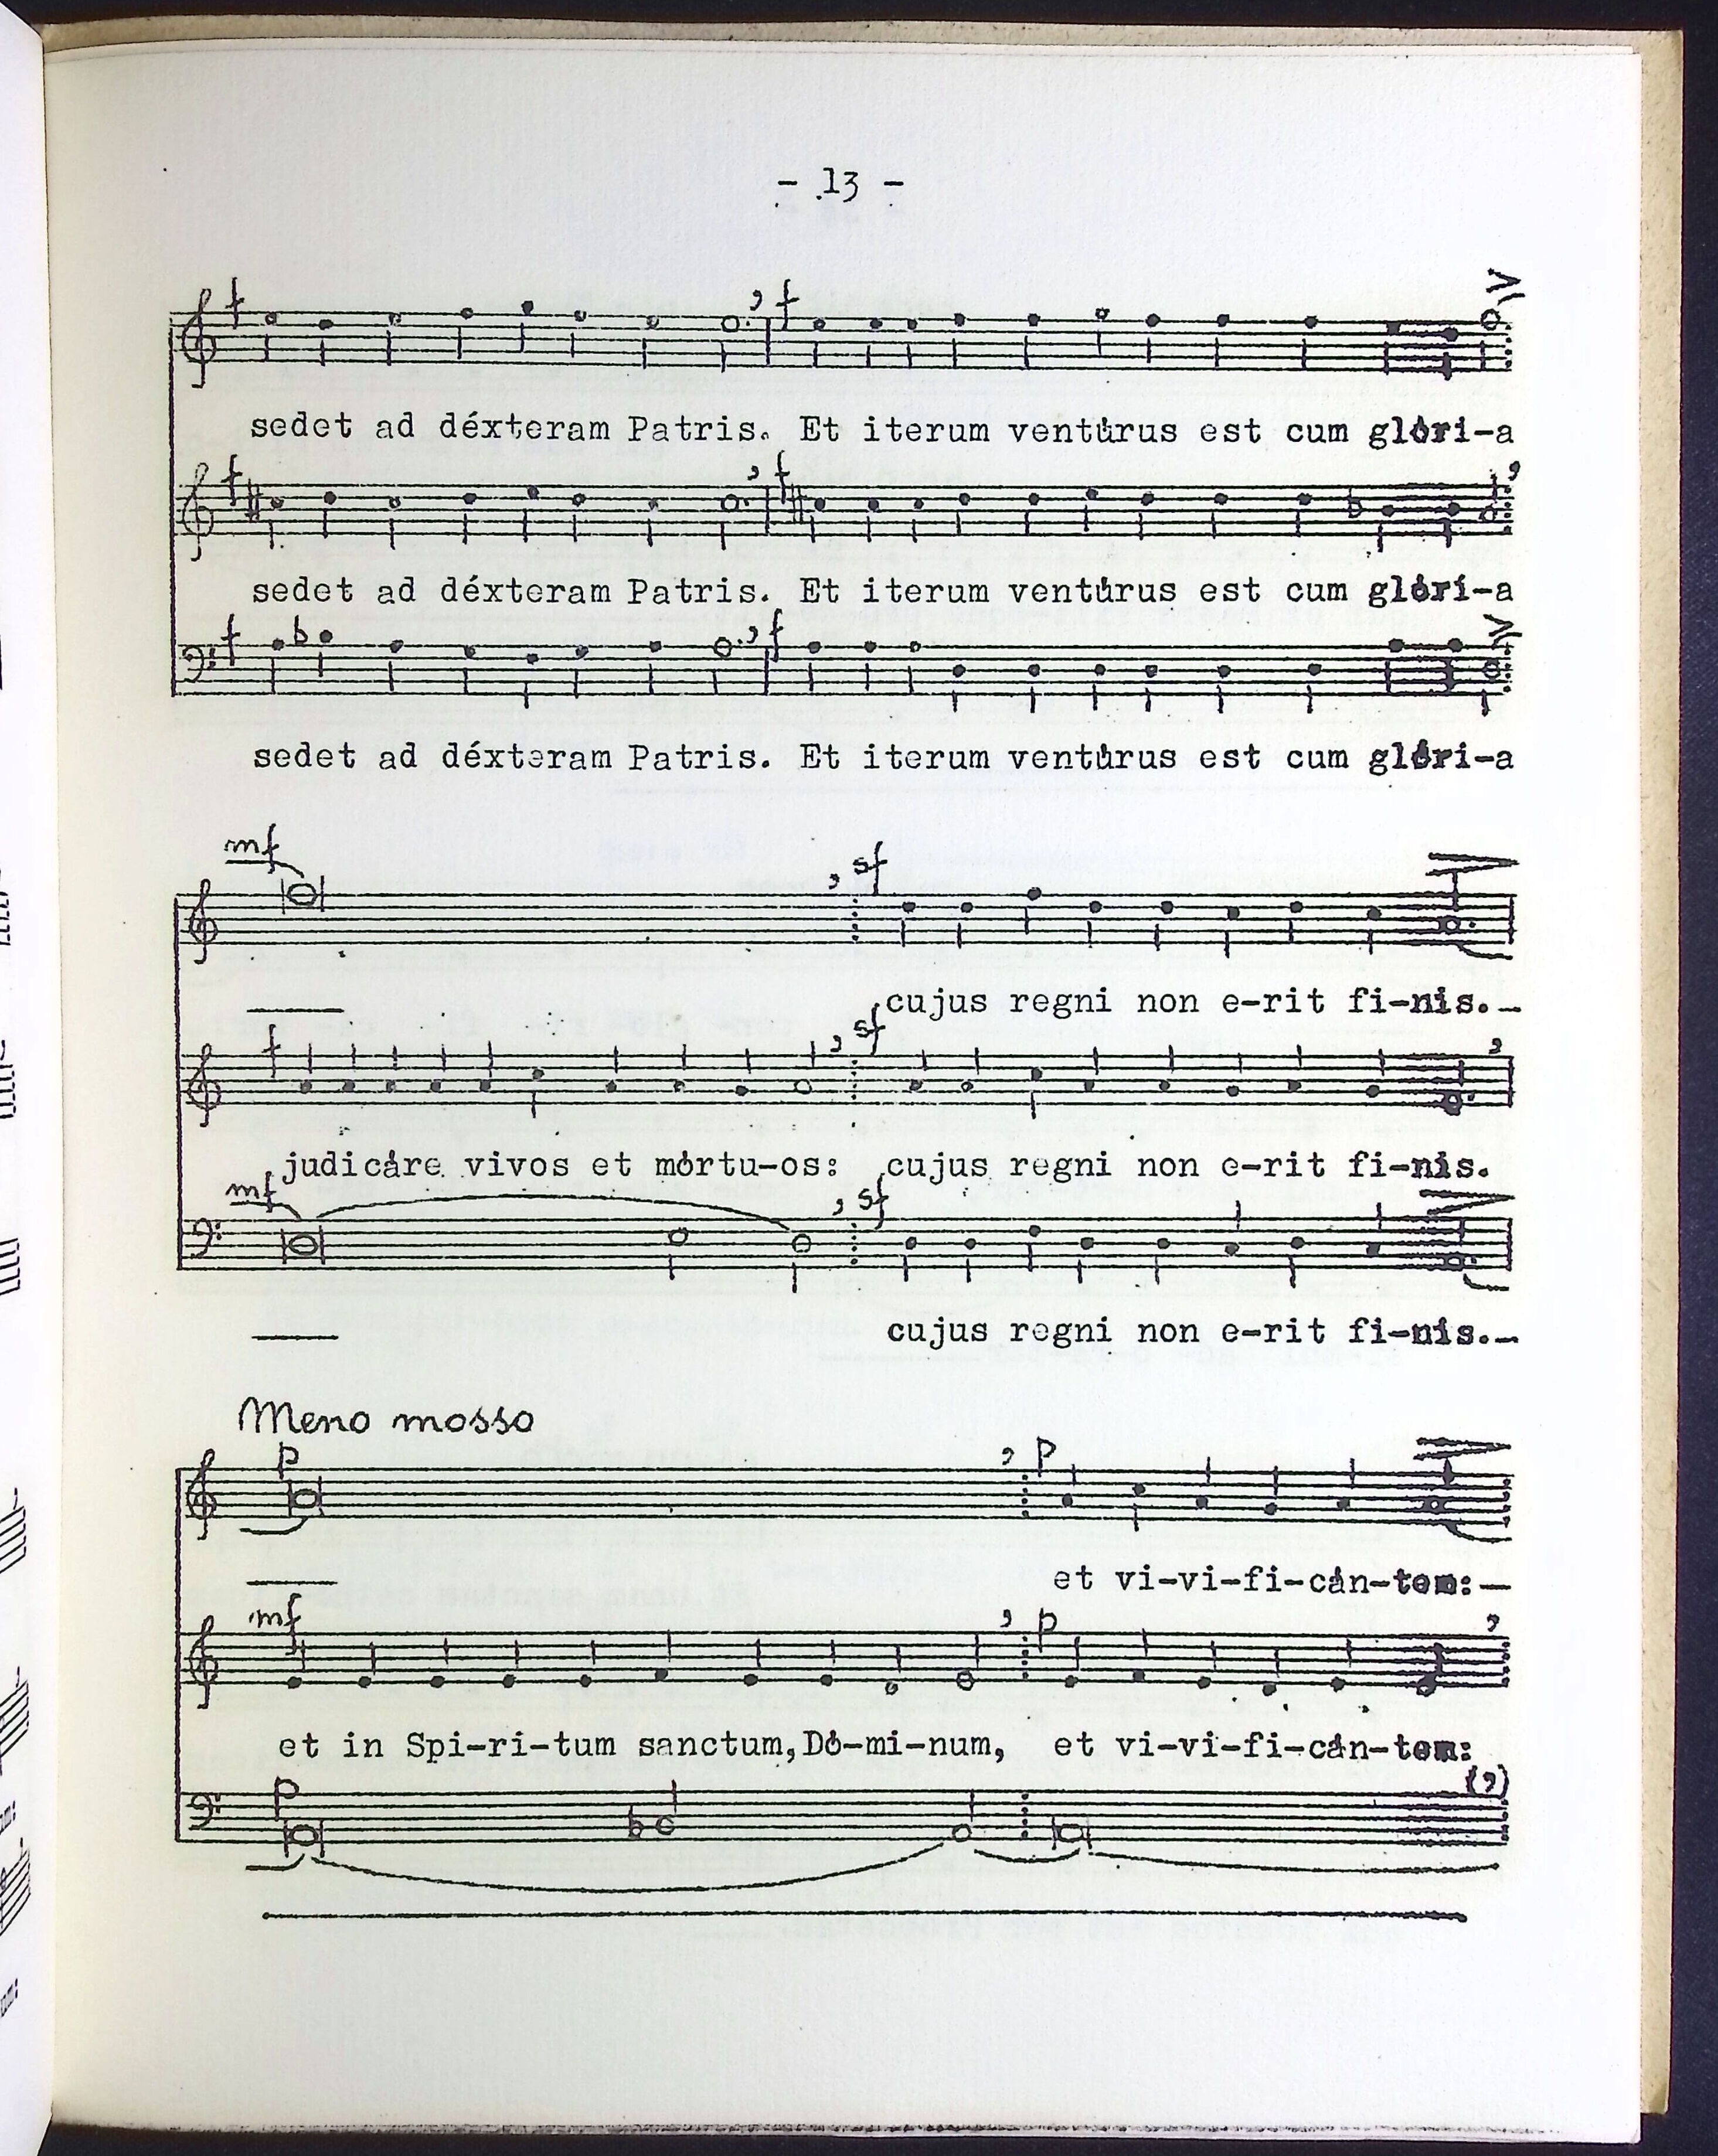 - 13 -
f f
sedet ad déxteram Patris. Et iterum ventúrus est cum glóri-a
f f
sedet ad déxteram Patris. Et iterum ventúrus est cum glóri-a
f f
sedet ad déxteram Patris. Et iterum ventúrus est cum glóri-a
mf sf
cujus regni non e-rit fi-nis.
f sf
judicáre vivos et mórtu-os: cujus regni non e-rit fi-nis.
mf sf
cujus regni non e-rit fi-nis.
Meno mosso
p p
et vi-vi-fi-cán-tem:
mf p
et in Spi-ri-tum sanctum, Dó-mi-num, et vi-vi-fi-cán-tem:
p